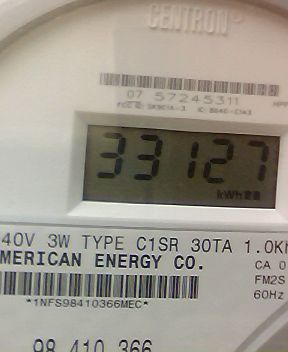 CENTRON®
07 57245311
33127
kWh
40V 3W TYPE C1SR 30TA 1.0Kh
MERICAN ENERGY CO. CA 0
FM2S
60Hz
*1NFS98410366MEC*
98 410 366